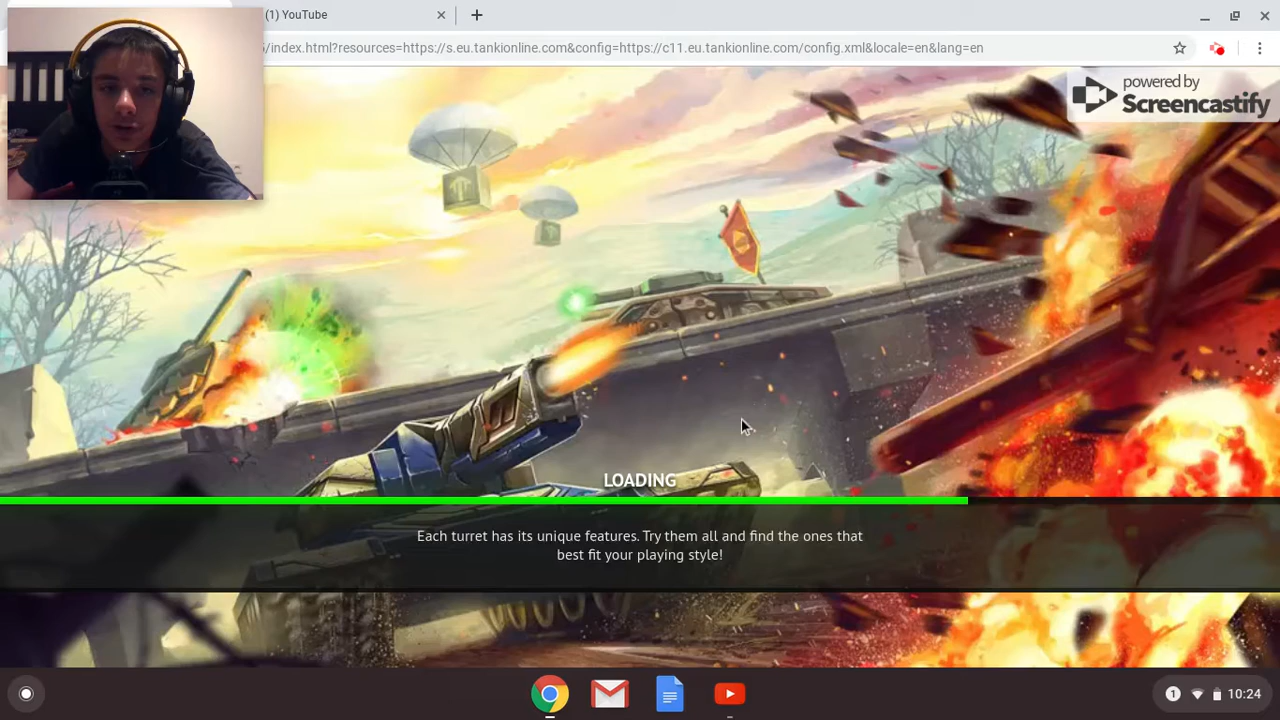 (1) YouTube
/index.html?resources=https://s.eu.tankionline.com&config=https://c11.eu.tankionline.com/config.xml&locale=en&lang=en
powered by
Screencastify
LOADING
Each turret has its unique features. Try them all and find the ones that
best fit your playing style!
1 10:24